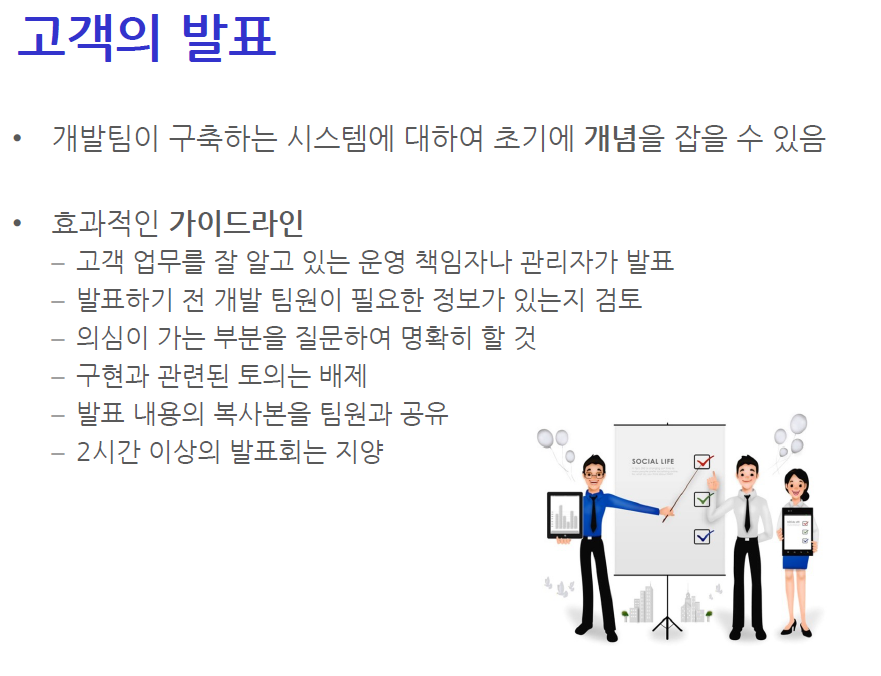 고객의 발표
• 개발팀이 구축하는 시스템에 대하여 초기에 개념을 잡을 수 있음
• 효과적인 가이드라인
– 고객 업무를 잘 알고 있는 운영 책임자나 관리자가 발표
– 발표하기 전 개발 팀원이 필요한 정보가 있는지 검토
– 의심이 가는 부분을 질문하여 명확히 할 것
– 구현과 관련된 토의는 배제
– 발표 내용의 복사본을 팀원과 공유
– 2시간 이상의 발표회는 지양
SOCIAL LIFE